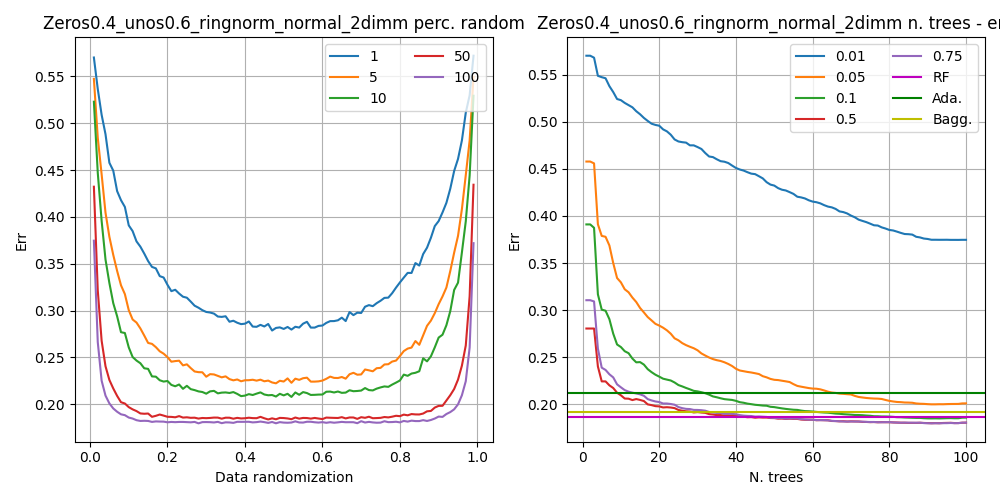 Zeros0.4_unos0.6_ringnorm_normal_2dimm perc. random
Zeros0.4_unos0.6_ringnorm_normal_2dimm n. trees - er
1
5
10
50
100
0.01
0.05
0.1
0.5
0.75
RF
Ada.
Bagg.
Err
0.55
0.50
0.45
0.40
0.35
0.30
0.25
0.20
0.0 0.2 0.4 0.6 0.8 1.0
Data randomization
Err
0.55
0.50
0.45
0.40
0.35
0.30
0.25
0.20
0 20 40 60 80 100
N. trees